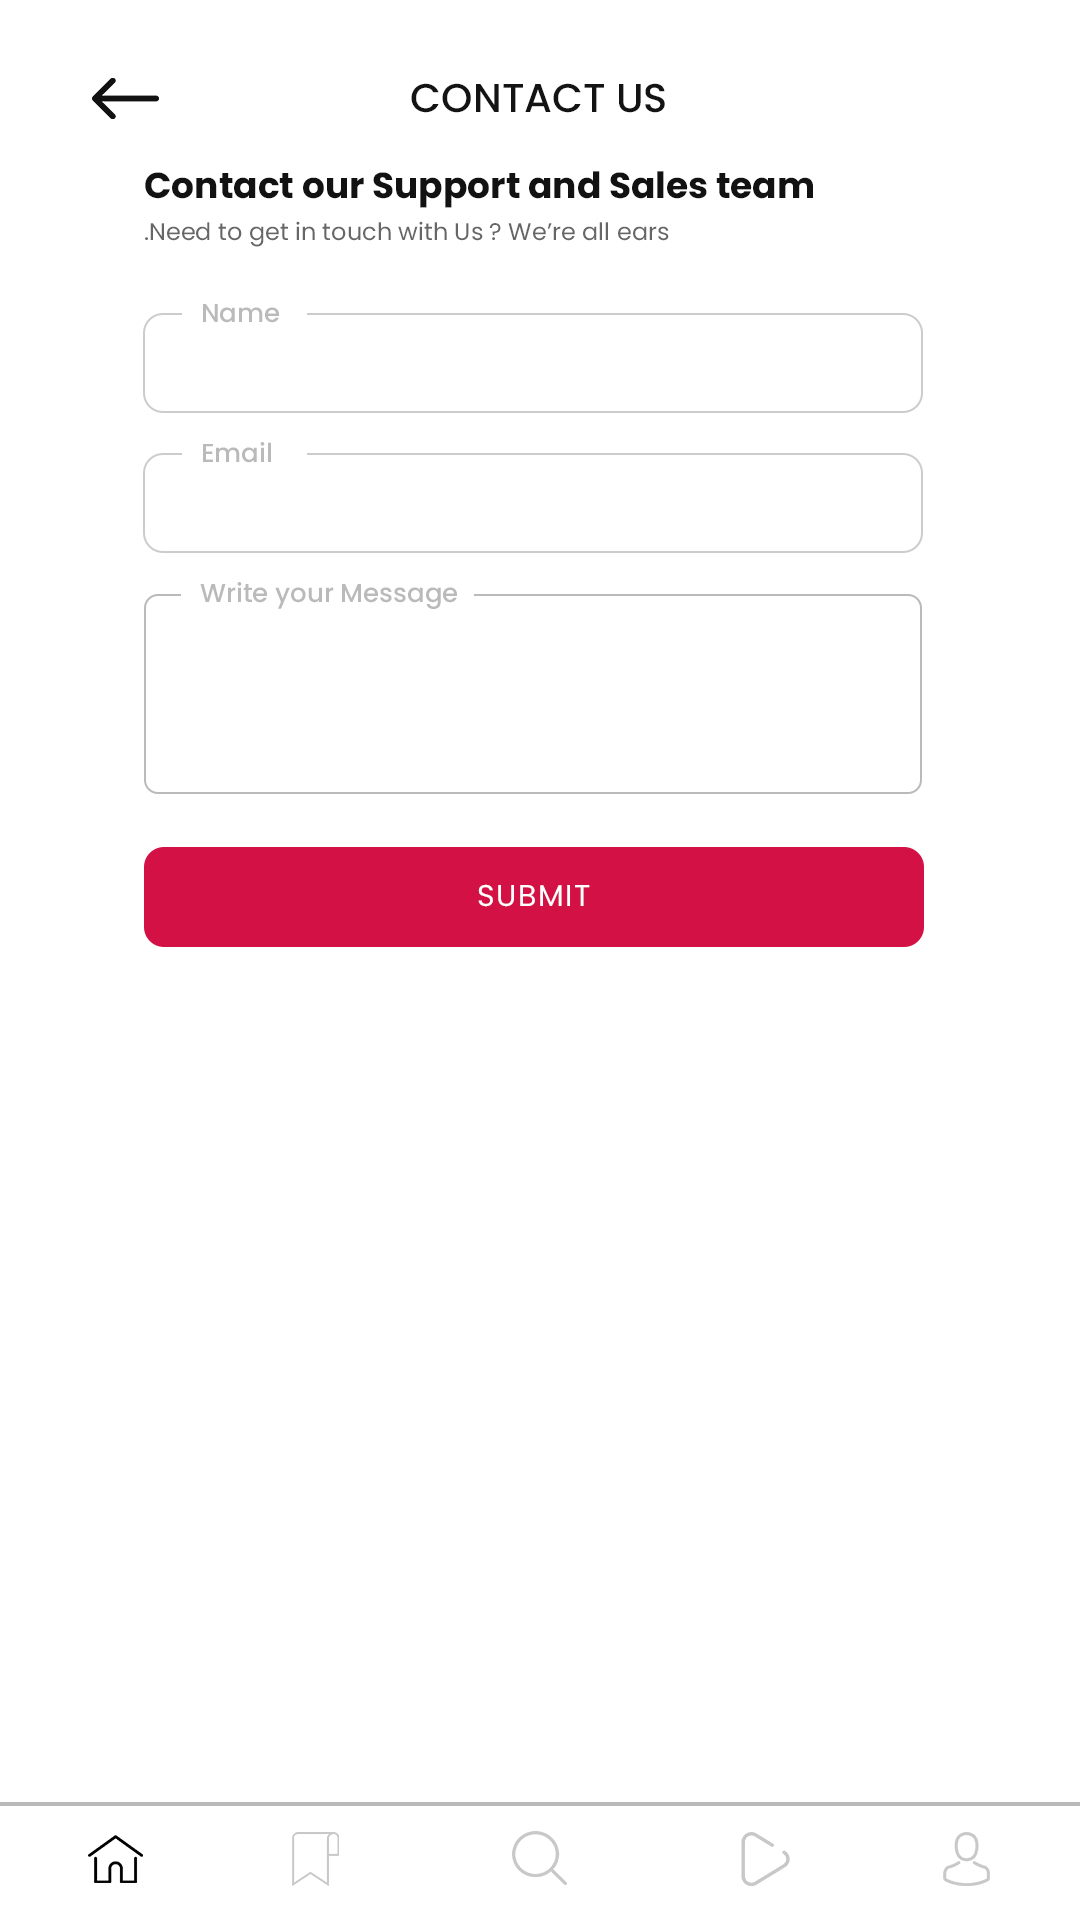 CONTACT US
Contact our Support and Sales team
.Need to get in touch with Us ? We’re all ears
Name
Email
Write your Message
SUBMIT